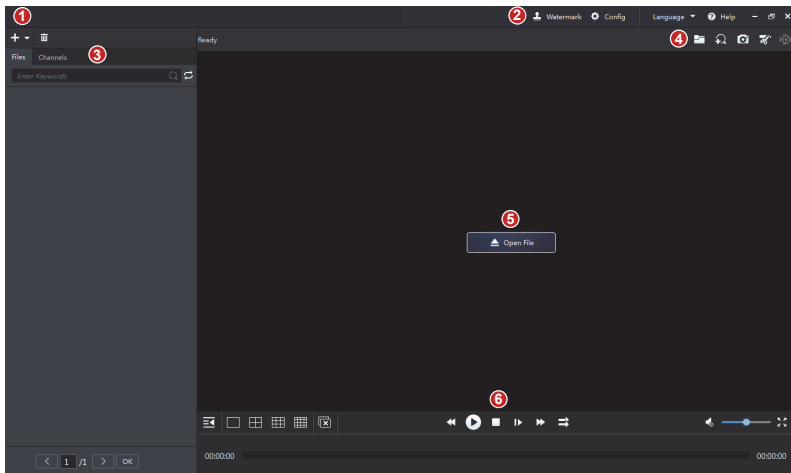 1
2 Watermark Config Language Help
Ready
4
Files Channels 3
Enter Keywords
5
Open File
6
1 /1 OK
00:00:00 00:00:00